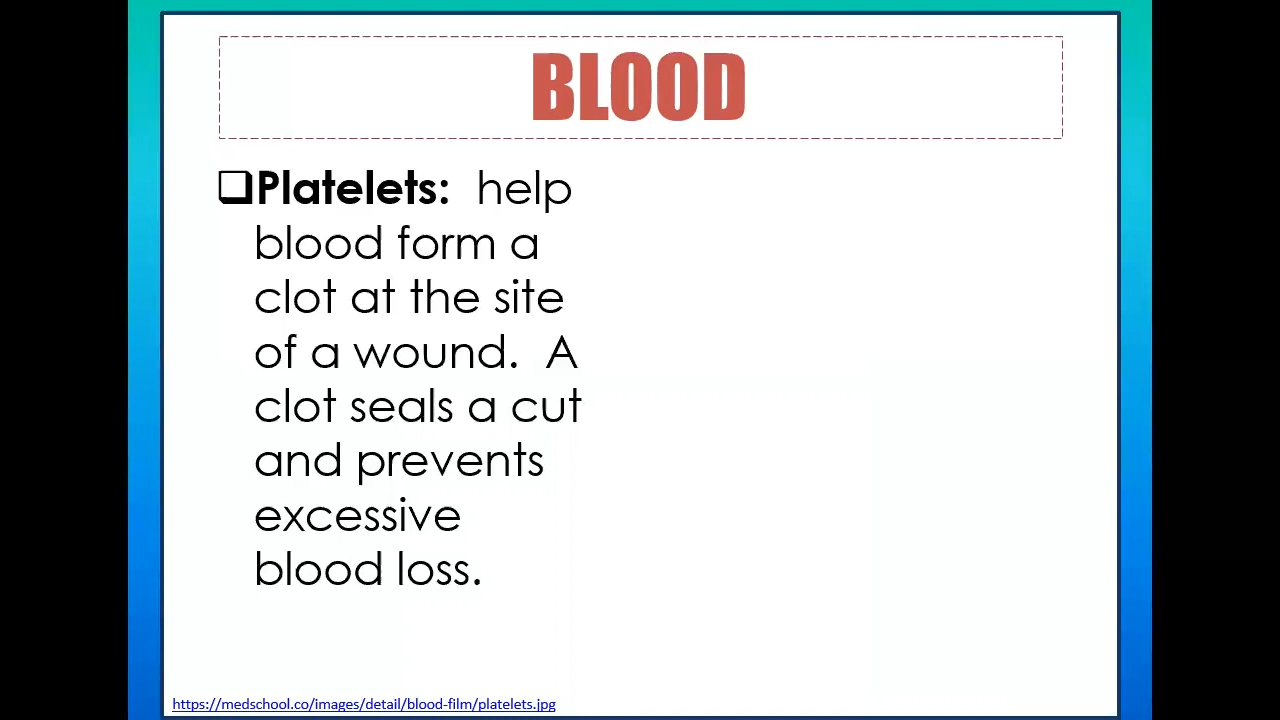 BLOOD
❑Platelets: help
blood form a
clot at the site
of a wound. A
clot seals a cut
and prevents
excessive
blood loss.
https://medschool.co/images/detail/blood-film/platelets.jpg